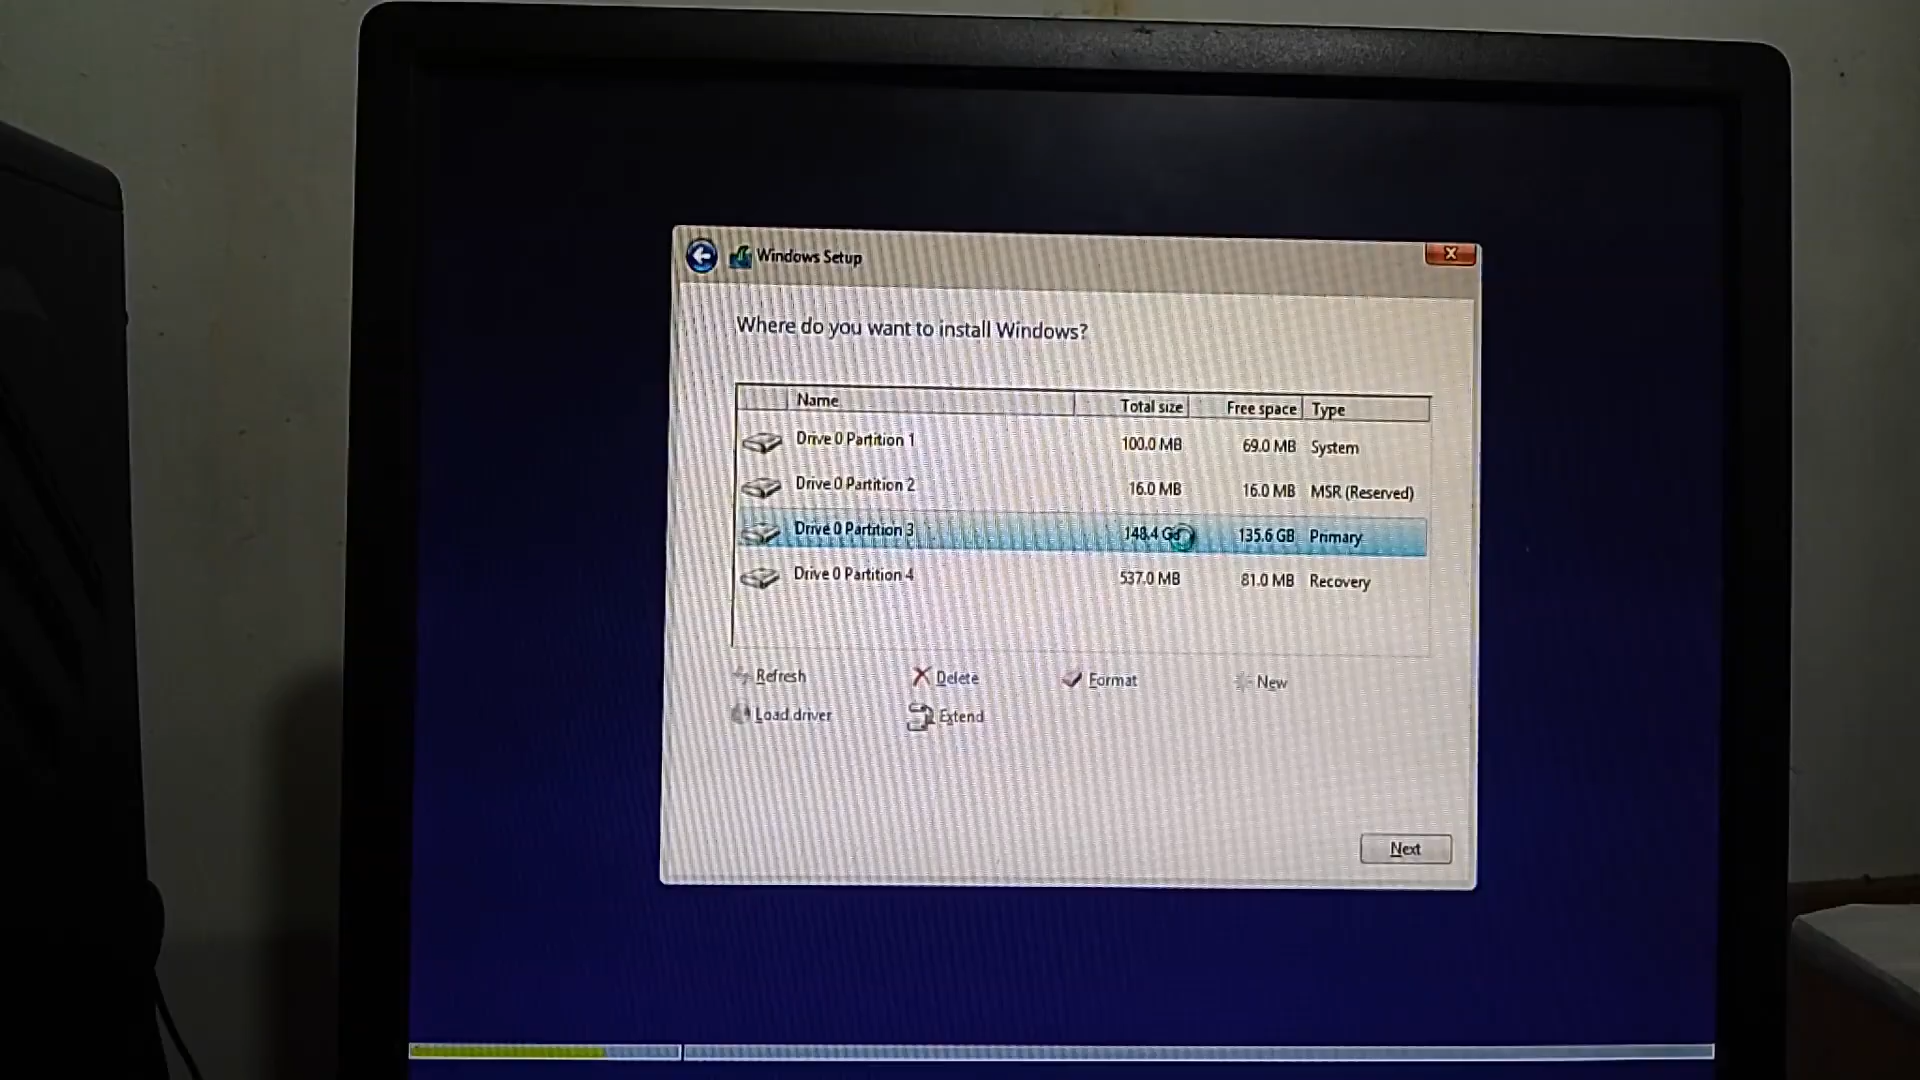 Windows Setup
Where do you want to install Windows?
Name Total size Free space Type
Drive 0 Partition 1 100.0 MB 69.0 MB System
Drive 0 Partition 2 16.0 MB 16.0 MB MSR (Reserved)
Drive 0 Partition 3 148.4 135.6 GB Primary
Drive 0 Partition 4 537.0 MB 81.0 MB Recovery
Refresh Delete Format New
Load driver Extend
Next